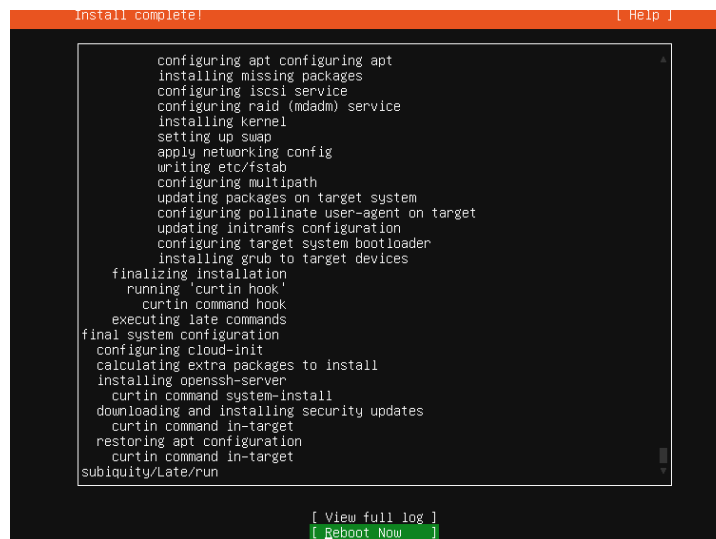 Install complete!
[ Help ]
configuring apt configuring apt
installing missing packages
configuring iscsi service
configuring raid (mdadm) service
installing kernel
setting up swap
apply networking config
writing etc/fstab
configuring multipath
updating packages on target system
configuring pollinate user-agent on target
updating initramfs configuration
configuring target system bootloader
installing grub to target devices
finalizing installation
running 'curtin hook'
curtin command hook
executing late commands
final system configuration
configuring cloud-init
calculating extra packages to install
installing openssh-server
curtin command system-install
downloading and installing security updates
curtin command in-target
restoring apt configuration
curtin command in-target
subiquity/Late/run
[ View full log ]
[ Reboot Now ]